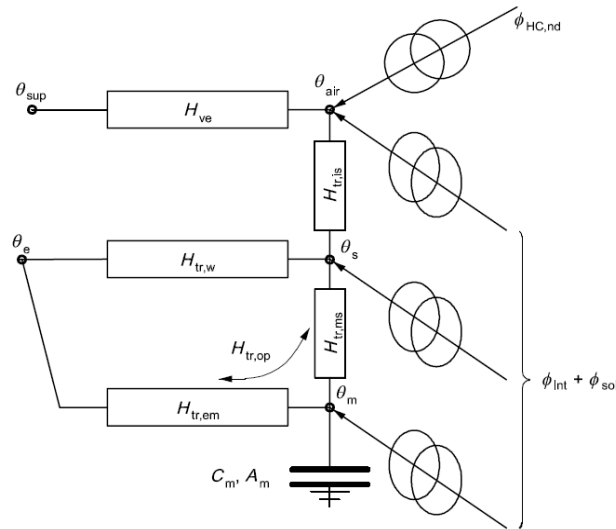 ϕHC,nd
θsup
θair
Hve
Htr,is
θe
Htr,w
θs
Htr,ms
Htr,op
ϕInt + ϕso
θm
Htr,em
Cm, Am